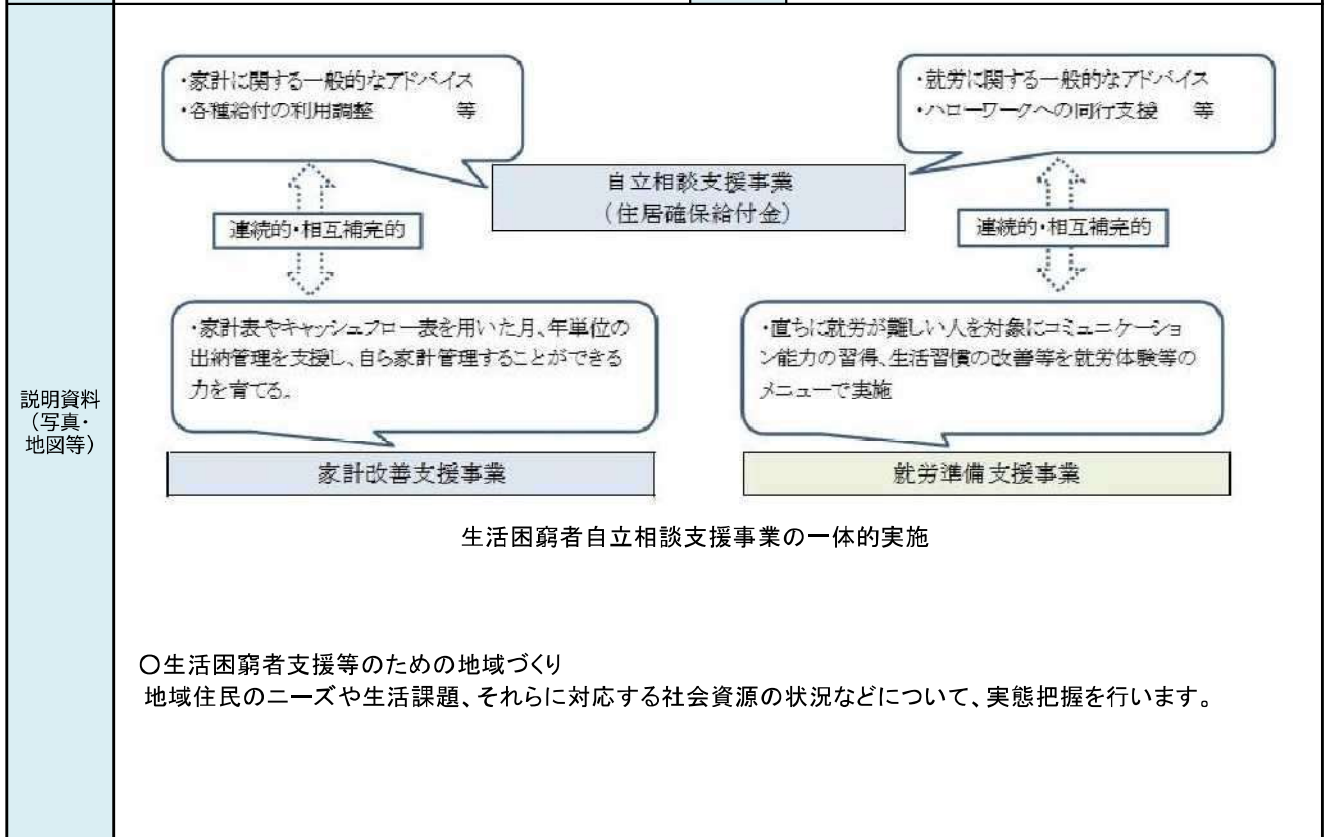 説明資料
（写真・
地図等）
・家計に関する一般的なアドバイス
・各種給付の利用調整　　　　等
・就労に関する一般的なアドバイス
・ハローワークへの同行支援　　等
自立相談支援事業
（住居確保給付金）
連続的・相互補完的
連続的・相互補完的
・家計表やキャッシュフロー表を用いた月、年単位の
出納管理を支援し、自ら家計管理することができる
力を育てる。
・直ちに就労が難しい人を対象にコミュニケーショ
ン能力の習得、生活習慣の改善等を就労体験等の
メニューで実施
家計改善支援事業
就労準備支援事業
生活困窮者自立相談支援事業の一体的実施
〇生活困窮者支援等のための地域づくり
地域住民のニーズや生活課題、それらに対応する社会資源の状況などについて、実態把握を行います。